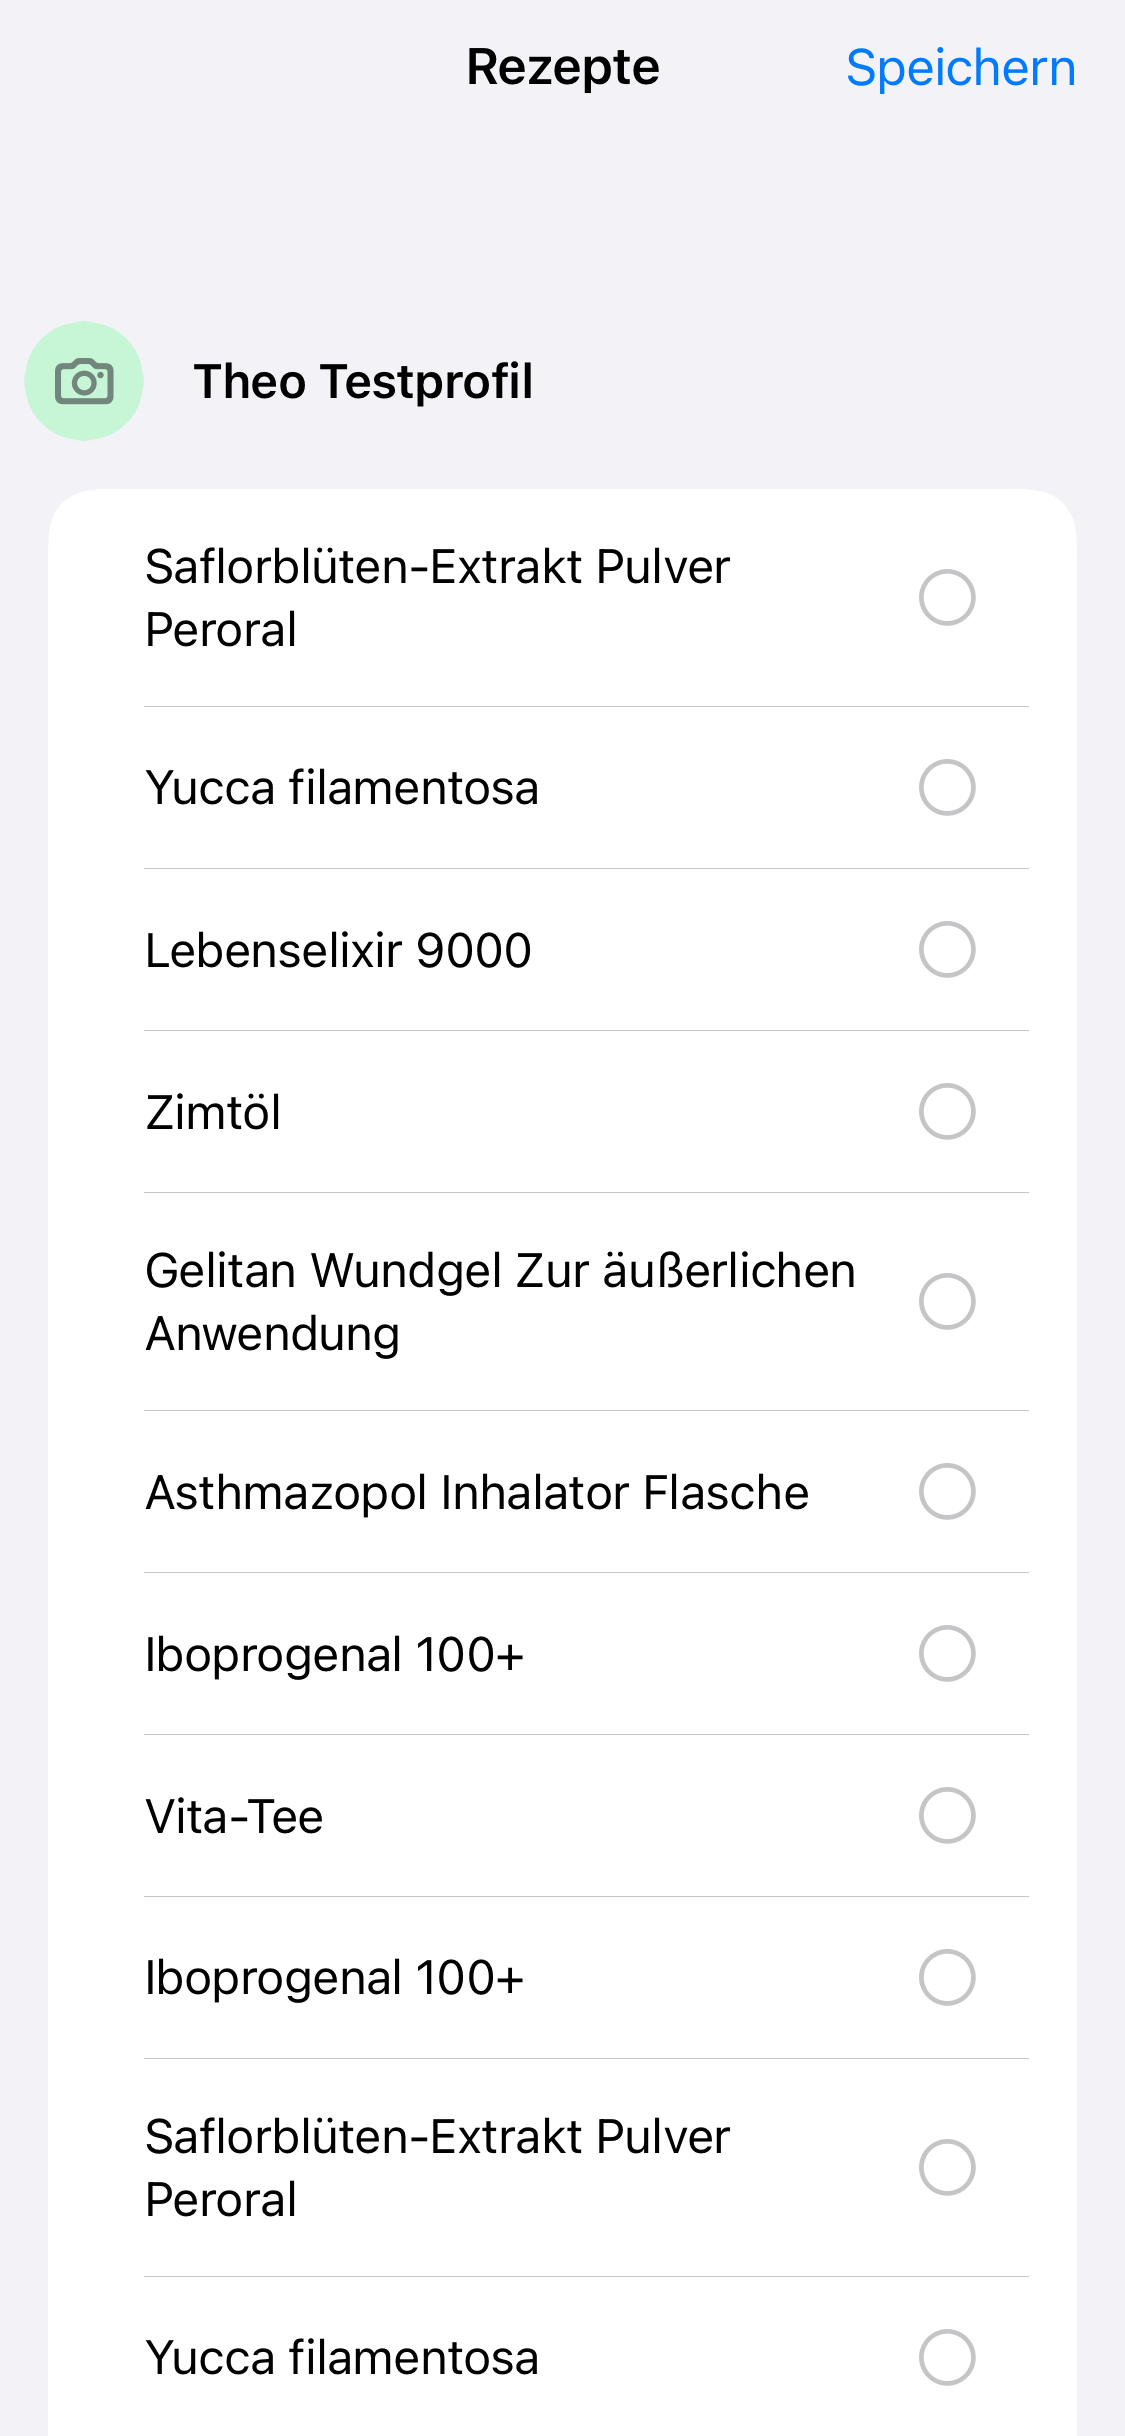 Rezepte
Speichern
Theo Testprofil
Saflorblüten-Extrakt Pulver
Peroral
Yucca filamentosa
Lebenselixir 9000
Zimtöl
Gelitan Wundgel Zur äußerlichen
Anwendung
Asthmazopol Inhalator Flasche
Iboprogenal 100+
Vita-Tee
Iboprogenal 100+
Saflorblüten-Extrakt Pulver
Peroral
Yucca filamentosa